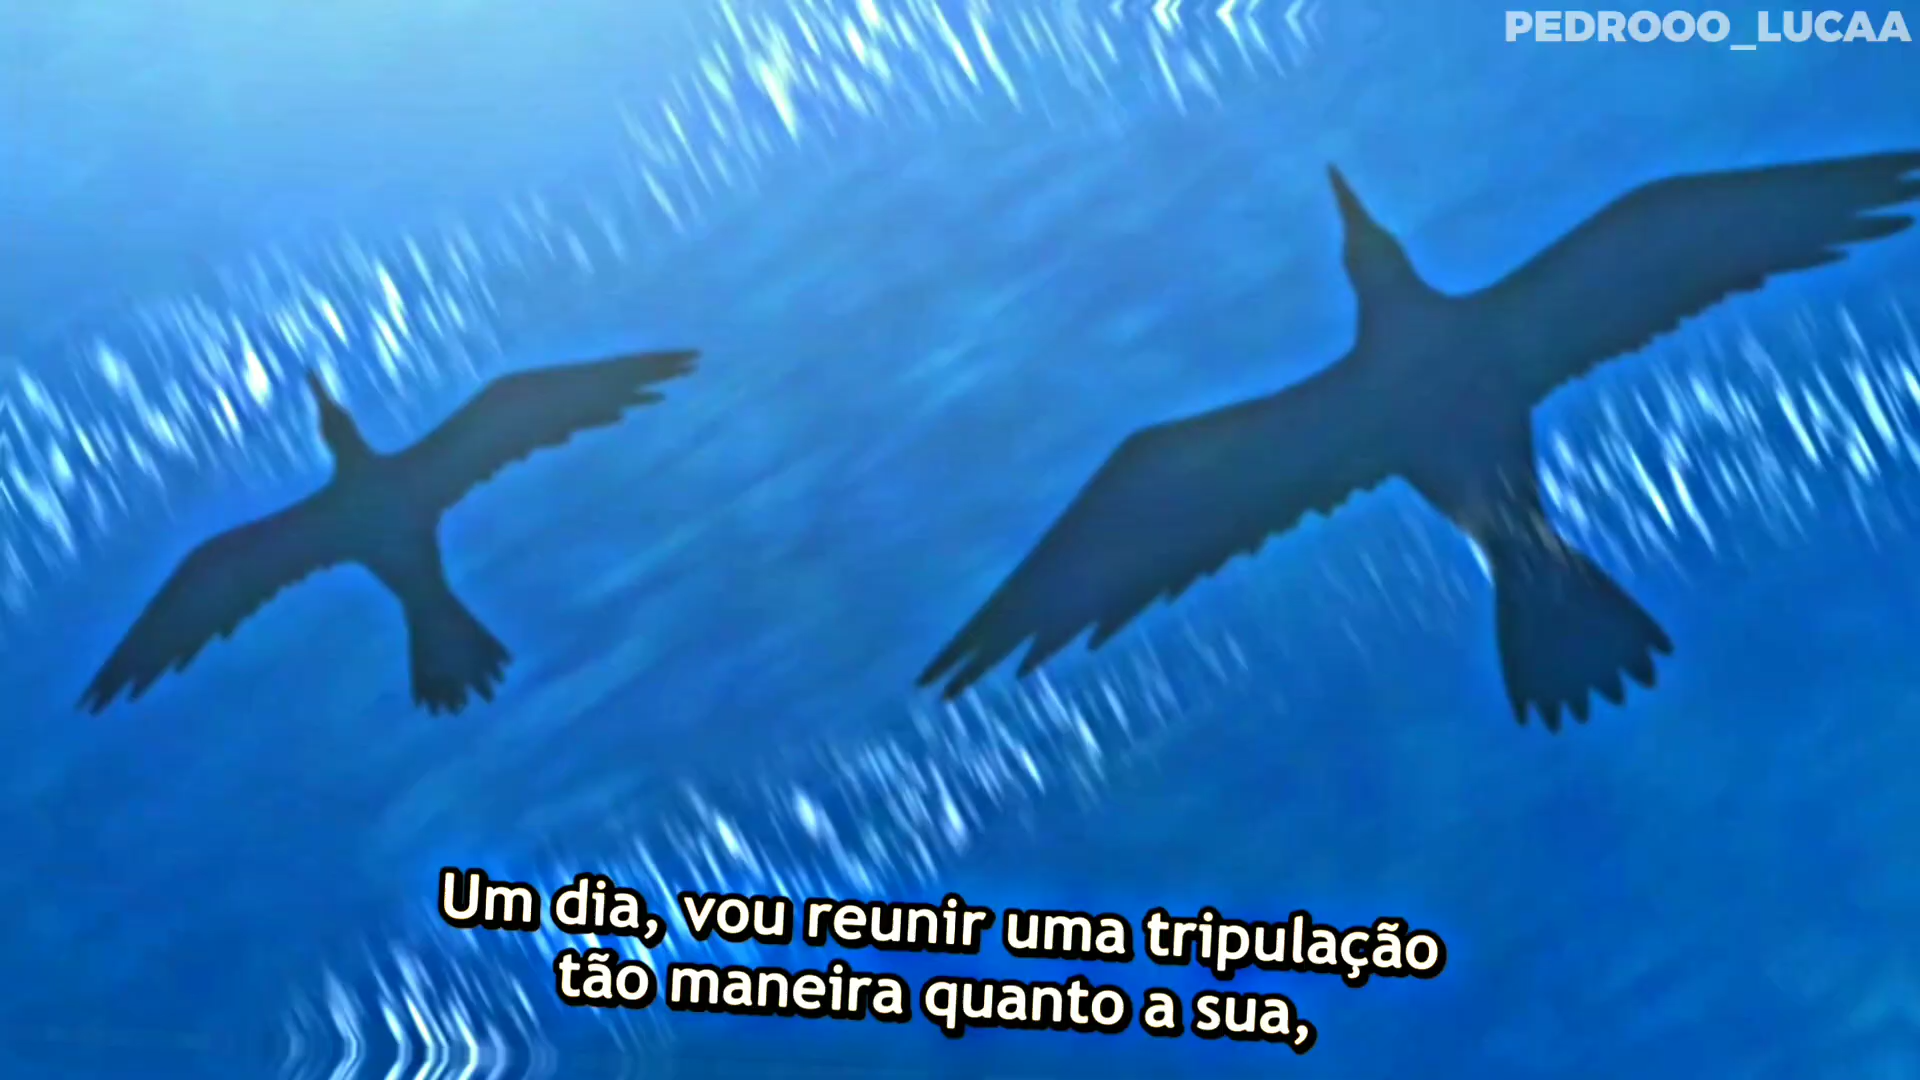 PEDROOO_LUCAA
Um dia, vou reunir uma tripulação
tão maneira quanto a sua,